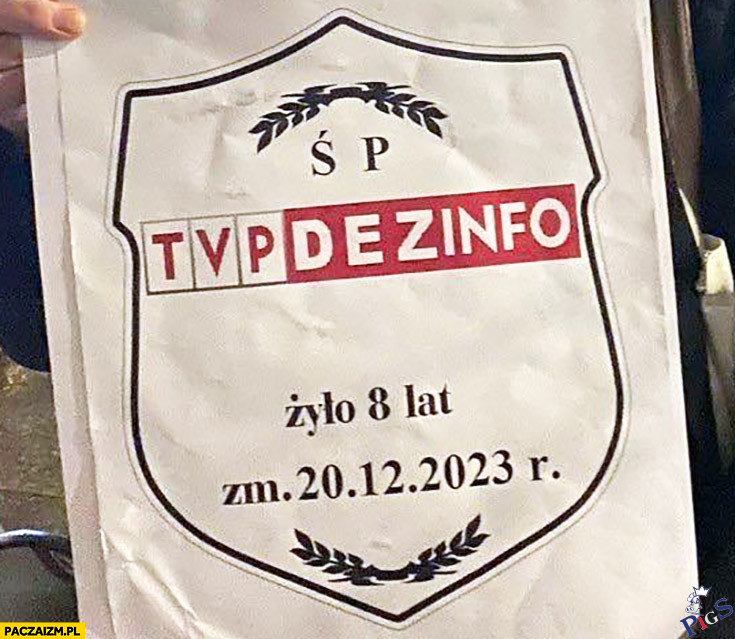 Ś P
TVP DEZINFO
żyło 8 lat
zm.20.12.2023 r.
PACZAIZM.PL
PIGS